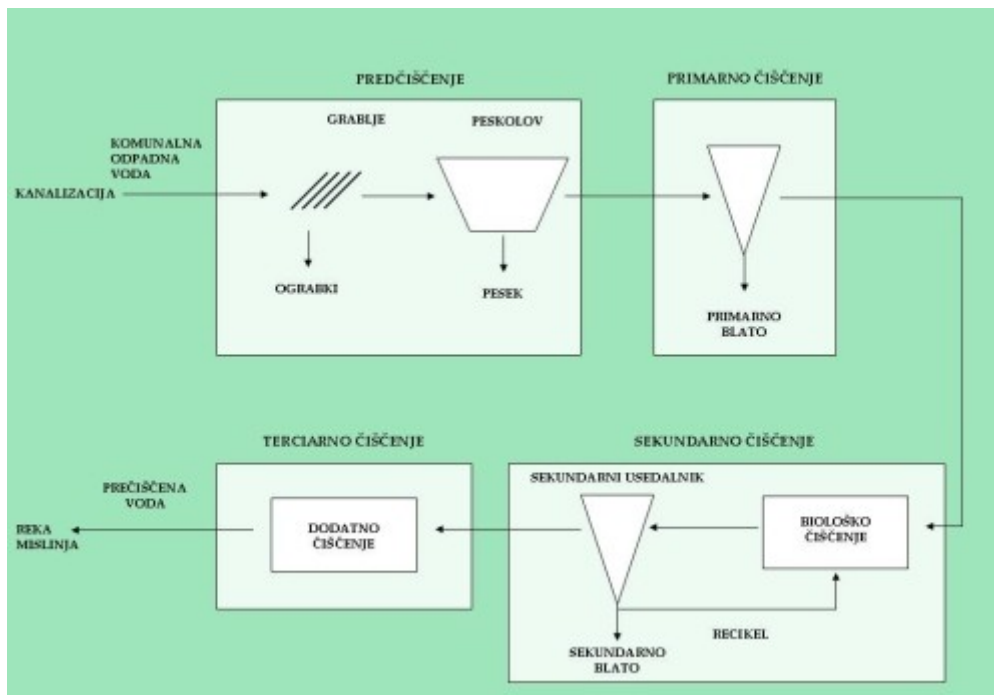 PREDČIŠČENJE
PRIMARNO ČIŠČENJE
GRABLJE
PESKOLOV
KOMUNALNA
ODPADNA
VODA
KANALIZACIJA
OGRABKI
PESEK
PRIMARNO
BLATO
TERCIARNO ČIŠČENJE
SEKUNDARNO ČIŠČENJE
SEKUNDARNI USEDALNIK
PREČIŠČENA
VODA
REKA
MISLINJA
DODATNO
ČIŠČENJE
BIOLOŠKO
ČIŠČENJE
RECIKEL
SEKUNDARNO
BLATO